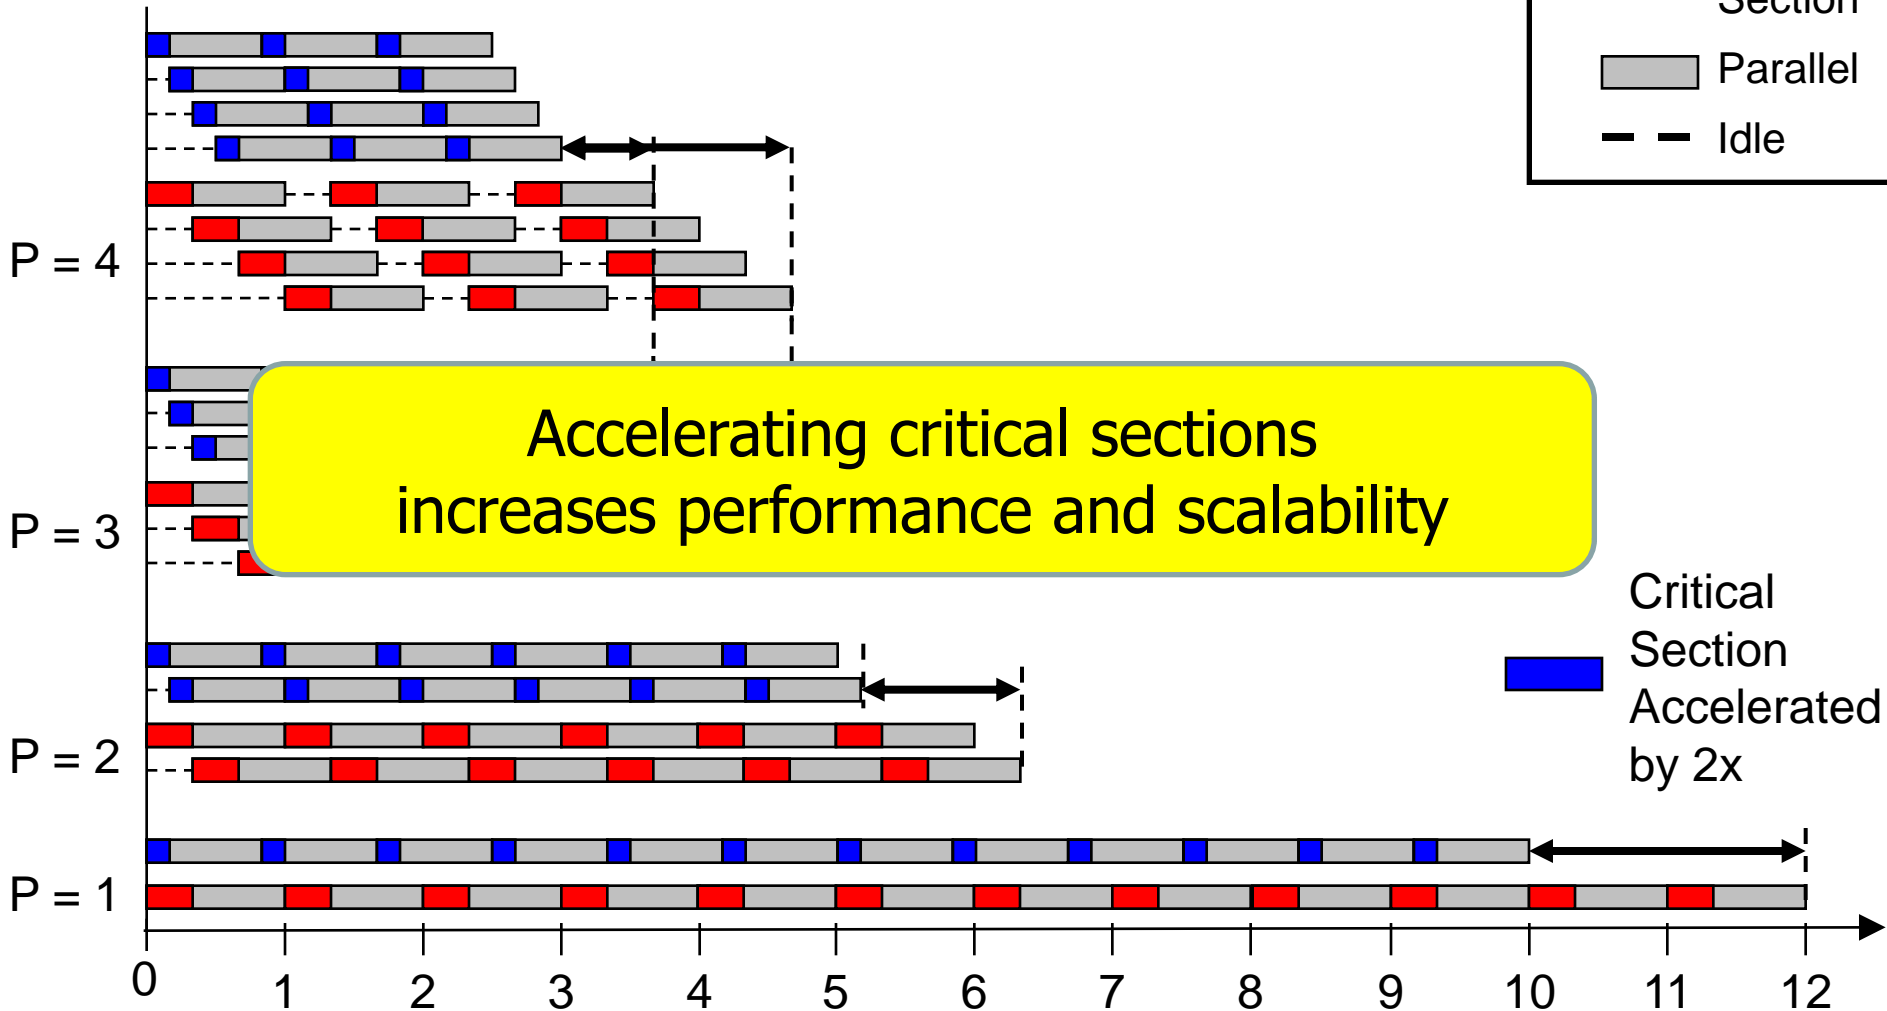 Section
Parallel
Idle
P = 4
Accelerating critical sections
increases performance and scalability
P = 3
Critical
Section
Accelerated
by 2x
P = 2
P = 1
0 1 2 3 4 5 6 7 8 9 10 11 12